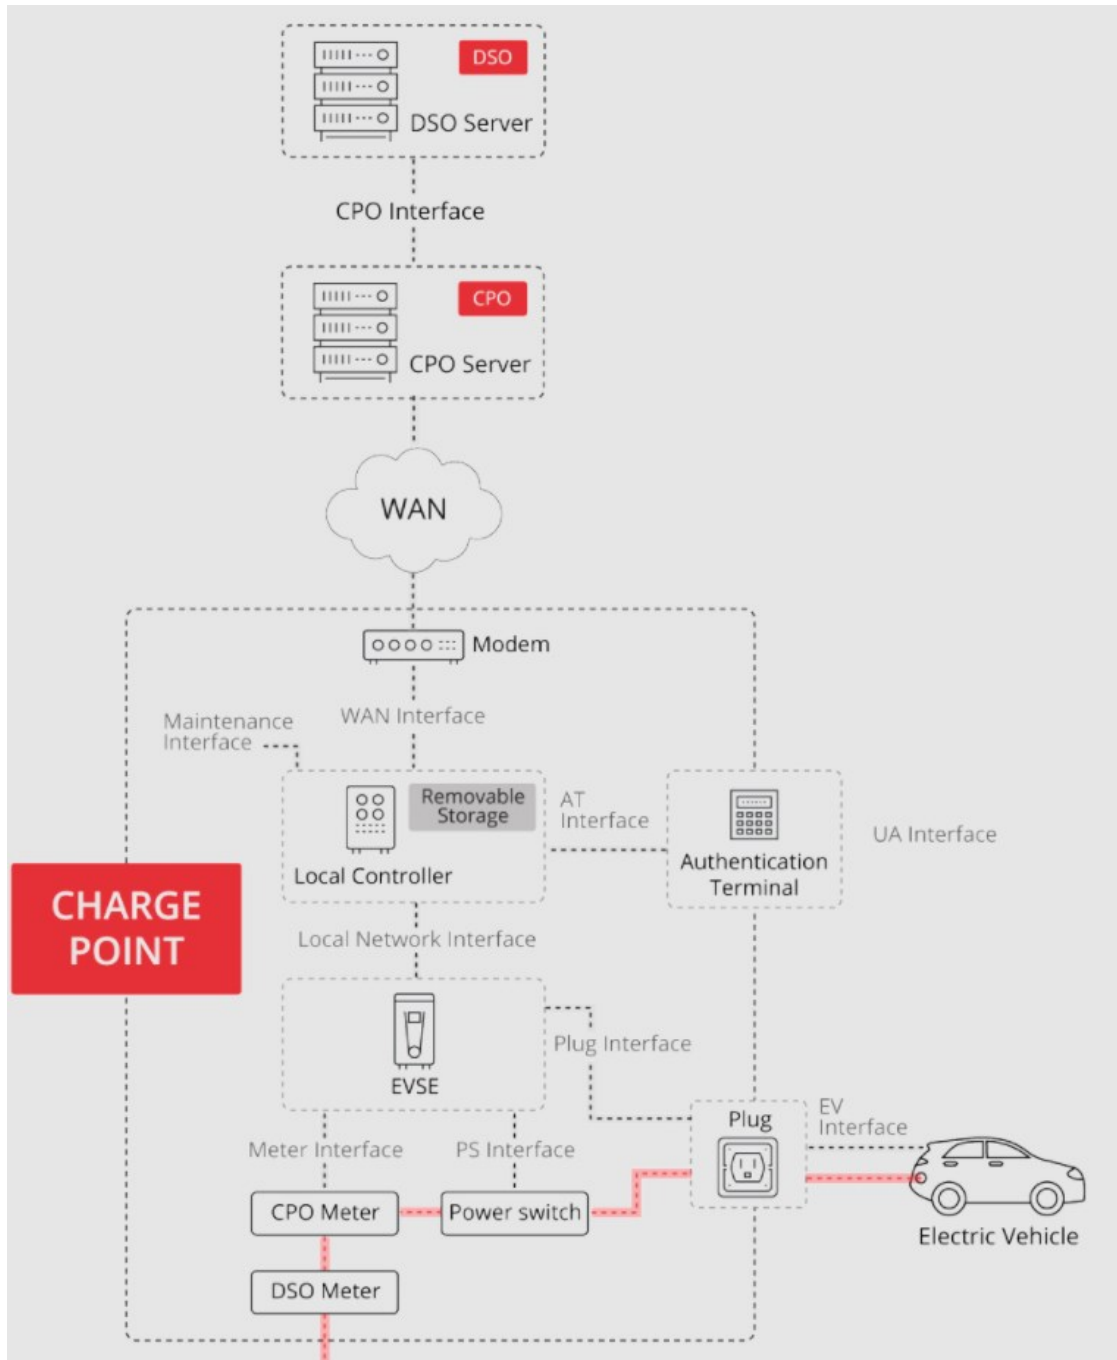 DSO
DSO Server
CPO Interface
CPO
CPO Server
WAN
Modem
WAN Interface
Maintenance
Interface
Removable
Storage
Local Controller
AT
Interface
Authentication
Terminal
UA Interface
CHARGE
POINT
Local Network Interface
EVSE
Plug Interface
Meter Interface
PS Interface
Plug
EV
Interface
CPO Meter
Power switch
Electric Vehicle
DSO Meter